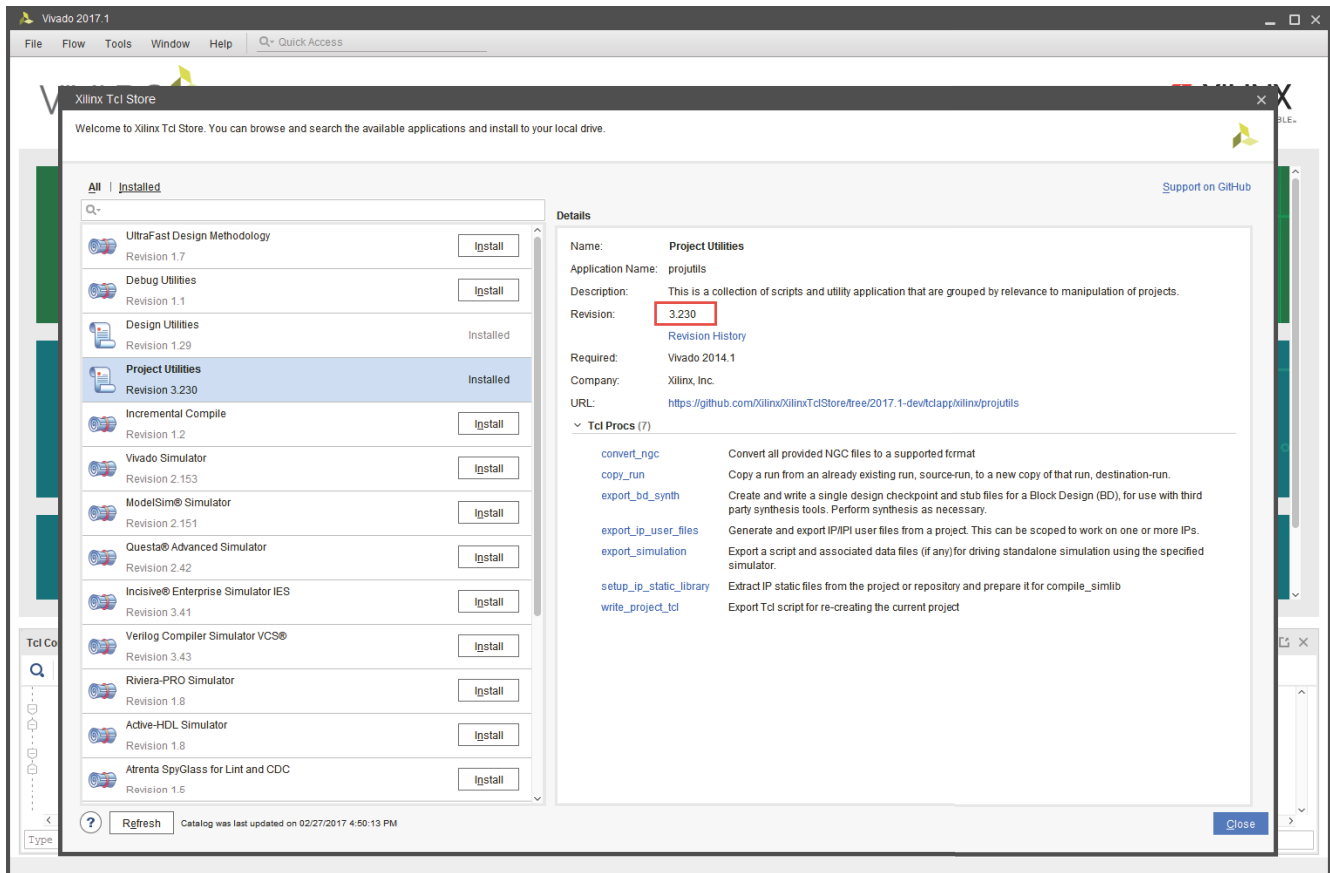 Vivado 2017.1
File Flow Tools Window Help Quick Access
Xilinx Tcl Store
Welcome to Xilinx Tcl Store. You can browse and search the available applications and install to your local drive.
All | Installed
Support on GitHub
UltraFast Design Methodology
Revision 1.7
Install
Debug Utilities
Revision 1.1
Install
Design Utilities
Revision 1.29
Installed
Project Utilities
Revision 3.230
Installed
Incremental Compile
Revision 1.2
Install
Vivado Simulator
Revision 2.153
Install
ModelSim® Simulator
Revision 2.151
Install
Questa® Advanced Simulator
Revision 2.42
Install
Incisive® Enterprise Simulator IES
Revision 3.41
Install
Verilog Compiler Simulator VCS®
Revision 3.43
Install
Riviera-PRO Simulator
Revision 1.8
Install
Active-HDL Simulator
Revision 1.8
Install
Atrenta SpyGlass for Lint and CDC
Revision 1.5
Install
Details
Name: Project Utilities
Application Name: projutils
Description: This is a collection of scripts and utility application that are grouped by relevance to manipulation of projects.
Revision: 3.230
Revision History
Required: Vivado 2014.1
Company: Xilinx, Inc.
URL: https://github.com/Xilinx/XilinxTclStore/tree/2017.1-dev/tclapp/xilinx/projutils
Tcl Procs (7)
convert_ngc Convert all provided NGC files to a supported format
copy_run Copy a run from an already existing run, source-run, to a new copy of that run, destination-run.
export_bd_synth Create and write a single design checkpoint and stub files for a Block Design (BD), for use with third
party synthesis tools. Perform synthesis as necessary.
export_ip_user_files Generate and export IP/IPI user files from a project. This can be scoped to work on one or more IPs.
export_simulation Export a script and associated data files (if any) for driving standalone simulation using the specified
simulator.
setup_ip_static_library Extract IP static files from the project or repository and prepare it for compile_simlib
write_project_tcl Export Tcl script for re-creating the current project
Tcl Co
Type
? Refresh Catalog was last updated on 02/27/2017 4:50:13 PM
Close